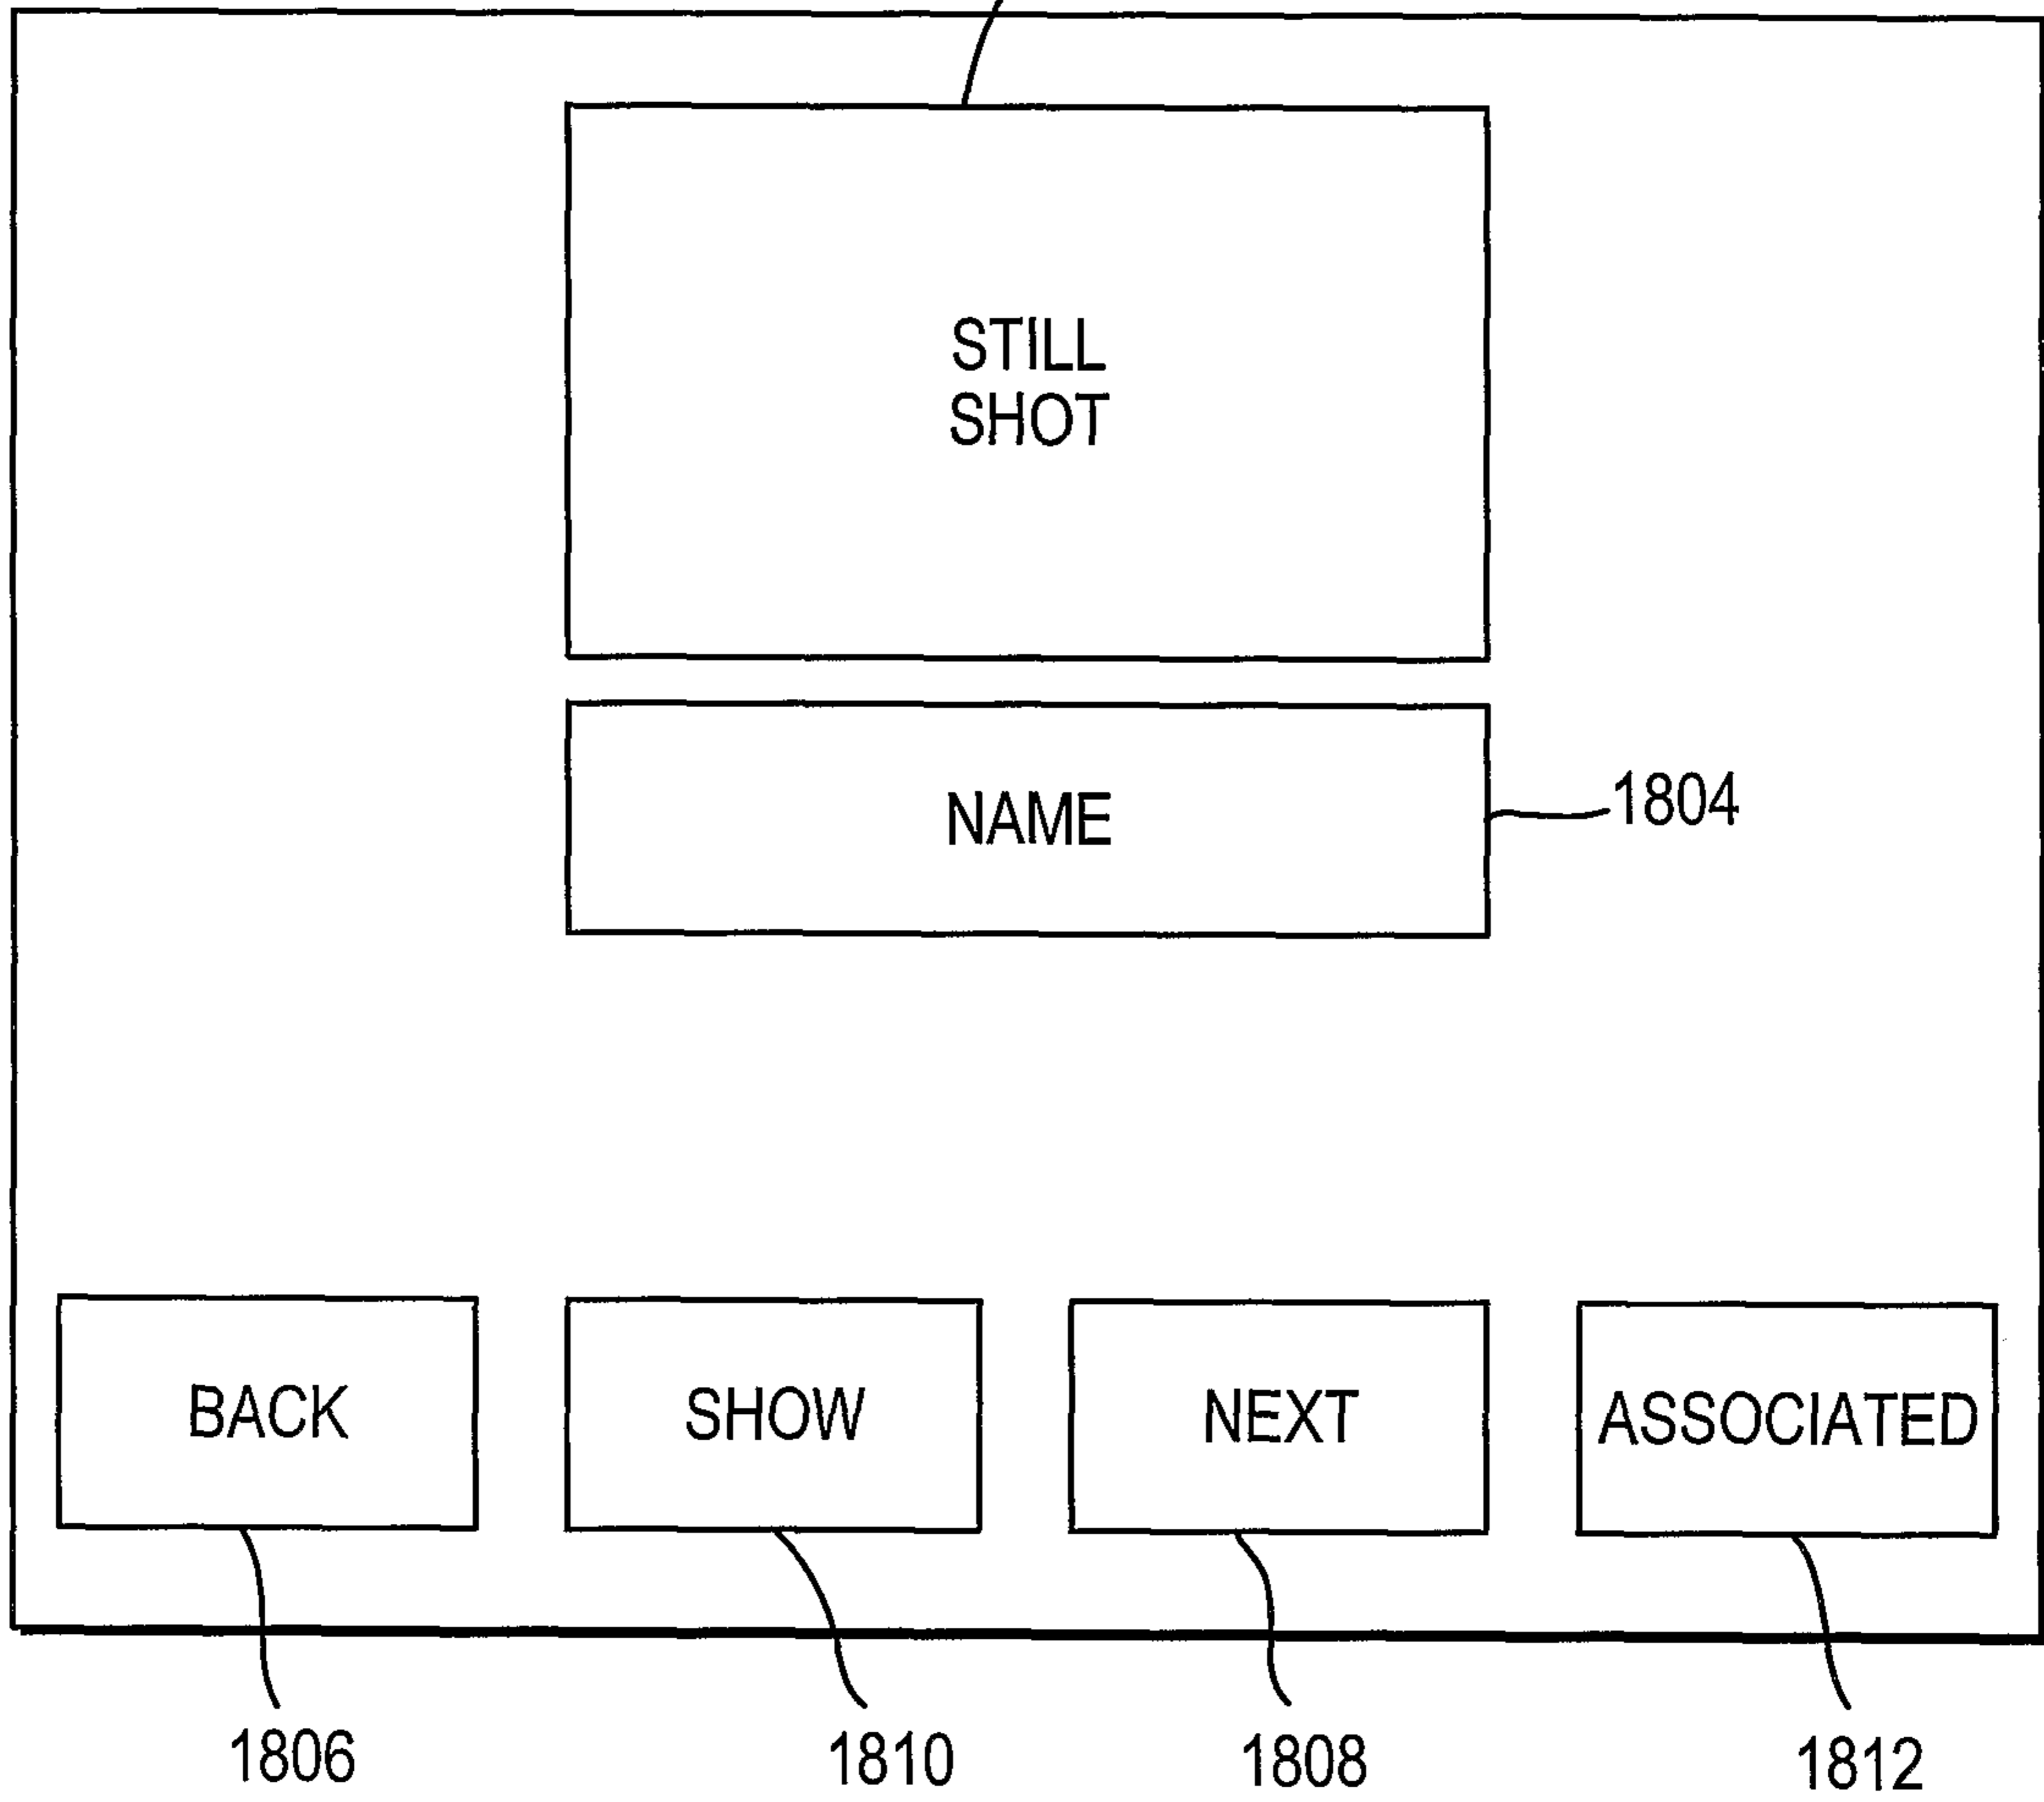 STILL
SHOT
NAME
1804
BACK
SHOW
NEXT
ASSOCIATED
1806
1810
1808
1812